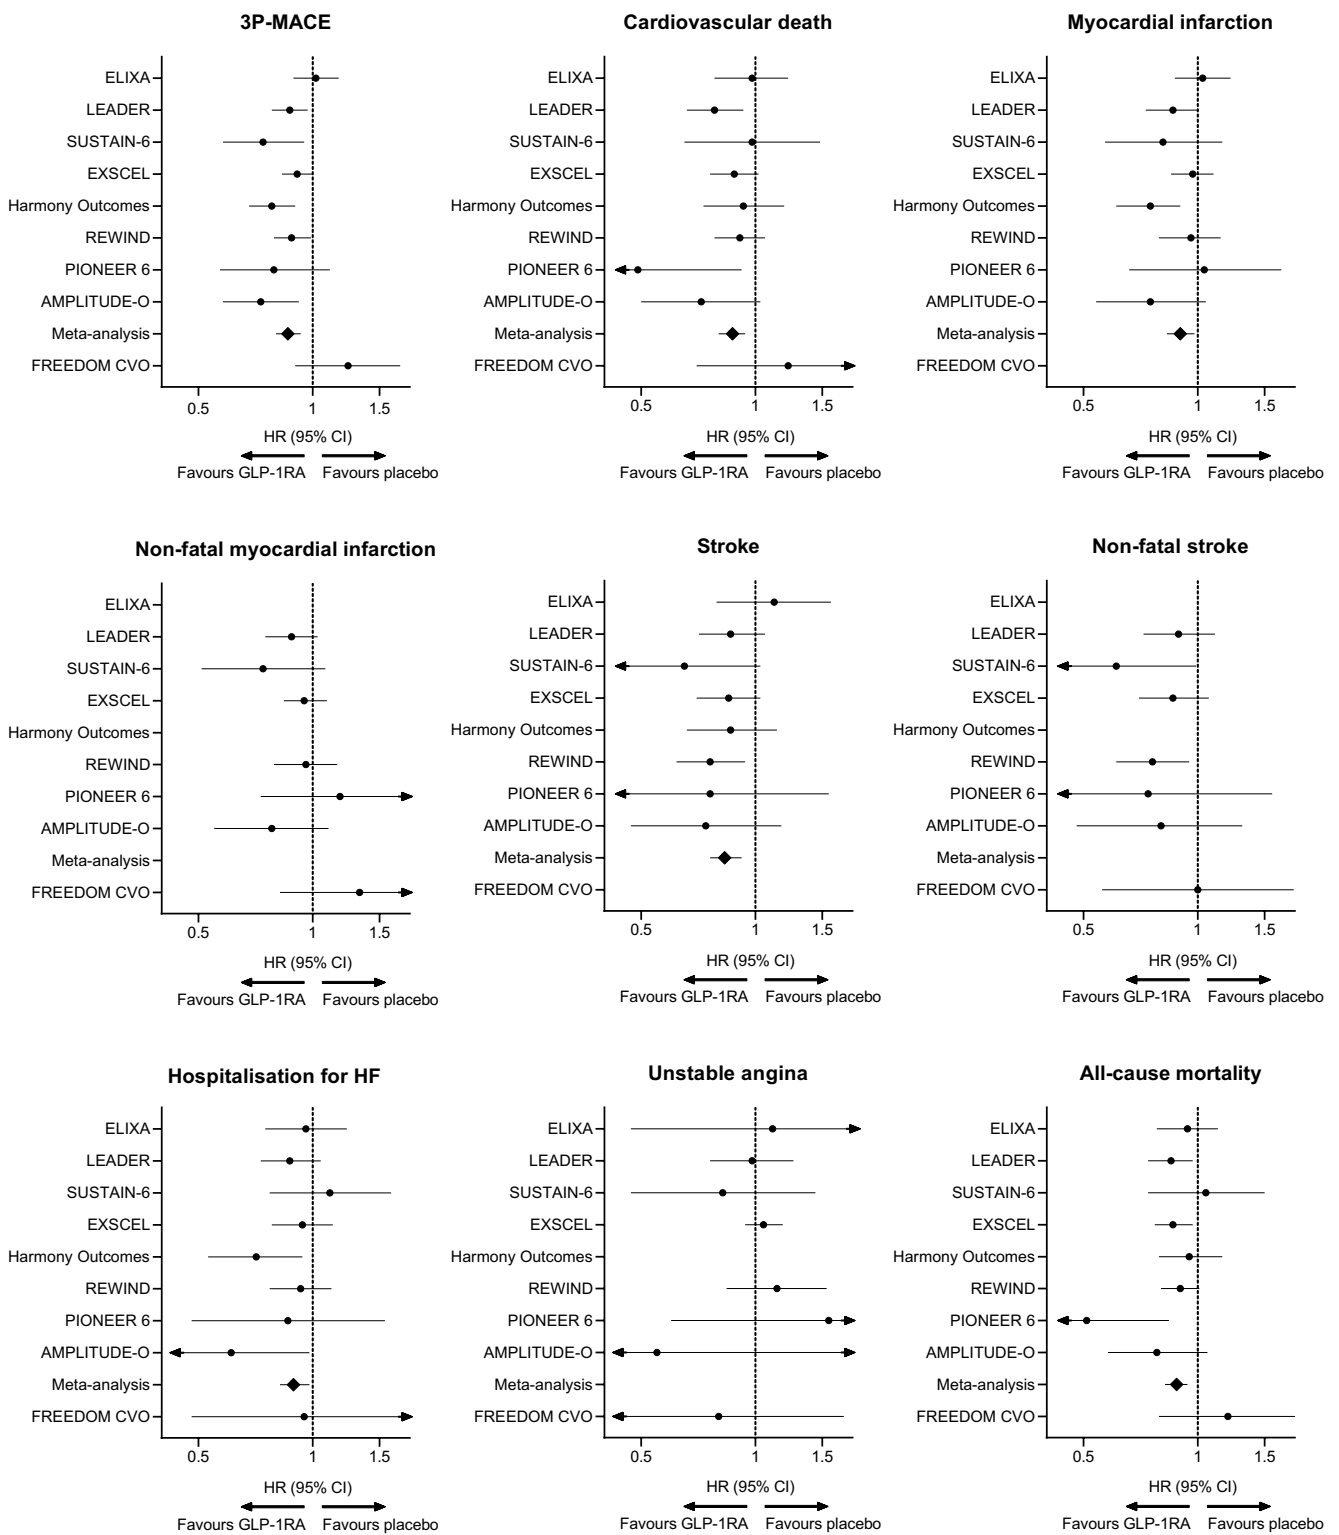 3P-MACE
ELIXA
LEADER
SUSTAIN-6
EXSCEL
Harmony Outcomes
REWIND
PIONEER 6
AMPLITUDE-O
Meta-analysis
FREEDOM CVO
0.5 1 1.5
HR (95% CI)
Favours GLP-1RA Favours placebo
Cardiovascular death
ELIXA
LEADER
SUSTAIN-6
EXSCEL
Harmony Outcomes
REWIND
PIONEER 6
AMPLITUDE-O
Meta-analysis
FREEDOM CVO
0.5 1 1.5
HR (95% CI)
Favours GLP-1RA Favours placebo
Myocardial infarction
ELIXA
LEADER
SUSTAIN-6
EXSCEL
Harmony Outcomes
REWIND
PIONEER 6
AMPLITUDE-O
Meta-analysis
FREEDOM CVO
0.5 1 1.5
HR (95% CI)
Favours GLP-1RA Favours placebo
Non-fatal myocardial infarction
ELIXA
LEADER
SUSTAIN-6
EXSCEL
Harmony Outcomes
REWIND
PIONEER 6
AMPLITUDE-O
Meta-analysis
FREEDOM CVO
0.5 1 1.5
HR (95% CI)
Favours GLP-1RA Favours placebo
Stroke
ELIXA
LEADER
SUSTAIN-6
EXSCEL
Harmony Outcomes
REWIND
PIONEER 6
AMPLITUDE-O
Meta-analysis
FREEDOM CVO
0.5 1 1.5
HR (95% CI)
Favours GLP-1RA Favours placebo
Non-fatal stroke
ELIXA
LEADER
SUSTAIN-6
EXSCEL
Harmony Outcomes
REWIND
PIONEER 6
AMPLITUDE-O
Meta-analysis
FREEDOM CVO
0.5 1 1.5
HR (95% CI)
Favours GLP-1RA Favours placebo
Hospitalisation for HF
ELIXA
LEADER
SUSTAIN-6
EXSCEL
Harmony Outcomes
REWIND
PIONEER 6
AMPLITUDE-O
Meta-analysis
FREEDOM CVO
0.5 1 1.5
HR (95% CI)
Favours GLP-1RA Favours placebo
Unstable angina
ELIXA
LEADER
SUSTAIN-6
EXSCEL
Harmony Outcomes
REWIND
PIONEER 6
AMPLITUDE-O
Meta-analysis
FREEDOM CVO
0.5 1 1.5
HR (95% CI)
Favours GLP-1RA Favours placebo
All-cause mortality
ELIXA
LEADER
SUSTAIN-6
EXSCEL
Harmony Outcomes
REWIND
PIONEER 6
AMPLITUDE-O
Meta-analysis
FREEDOM CVO
0.5 1 1.5
HR (95% CI)
Favours GLP-1RA Favours placebo